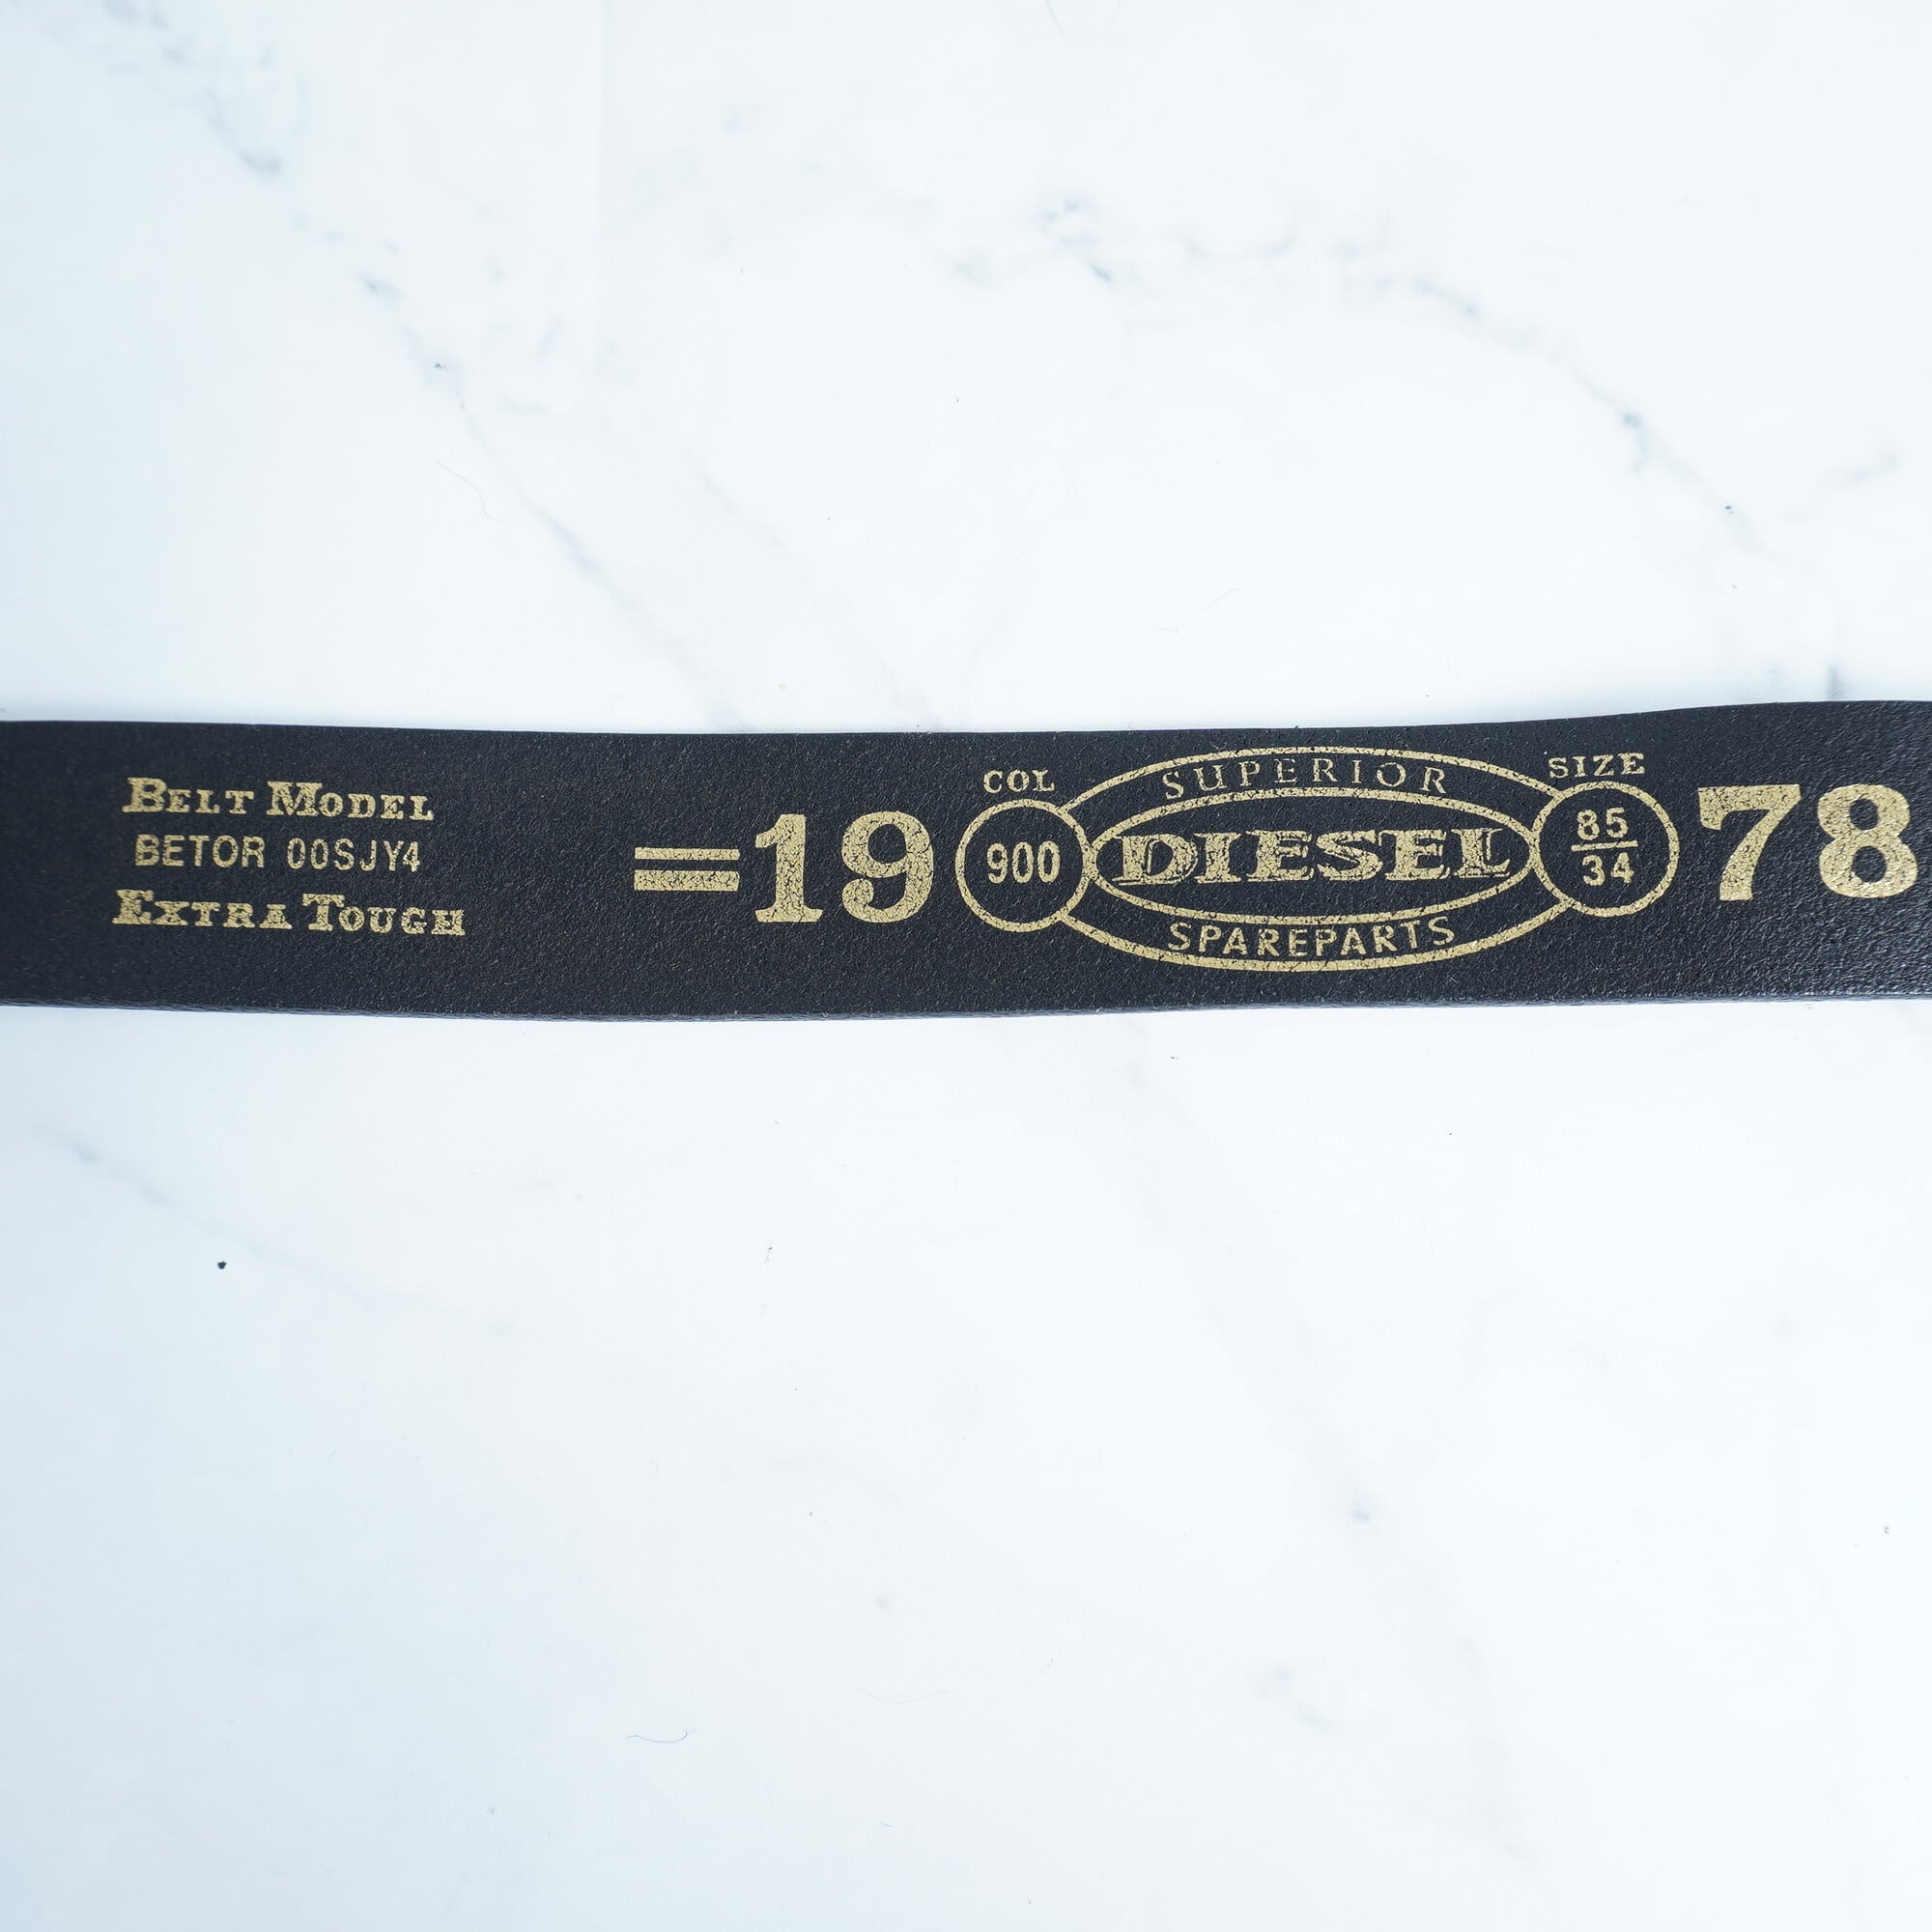 BELT MODEL
BETOR 00SJY4
EXTRA TOUGH
=19
COL
900
SUPERIOR
DIESEL
SPAREPARTS
SIZE
85
34
78